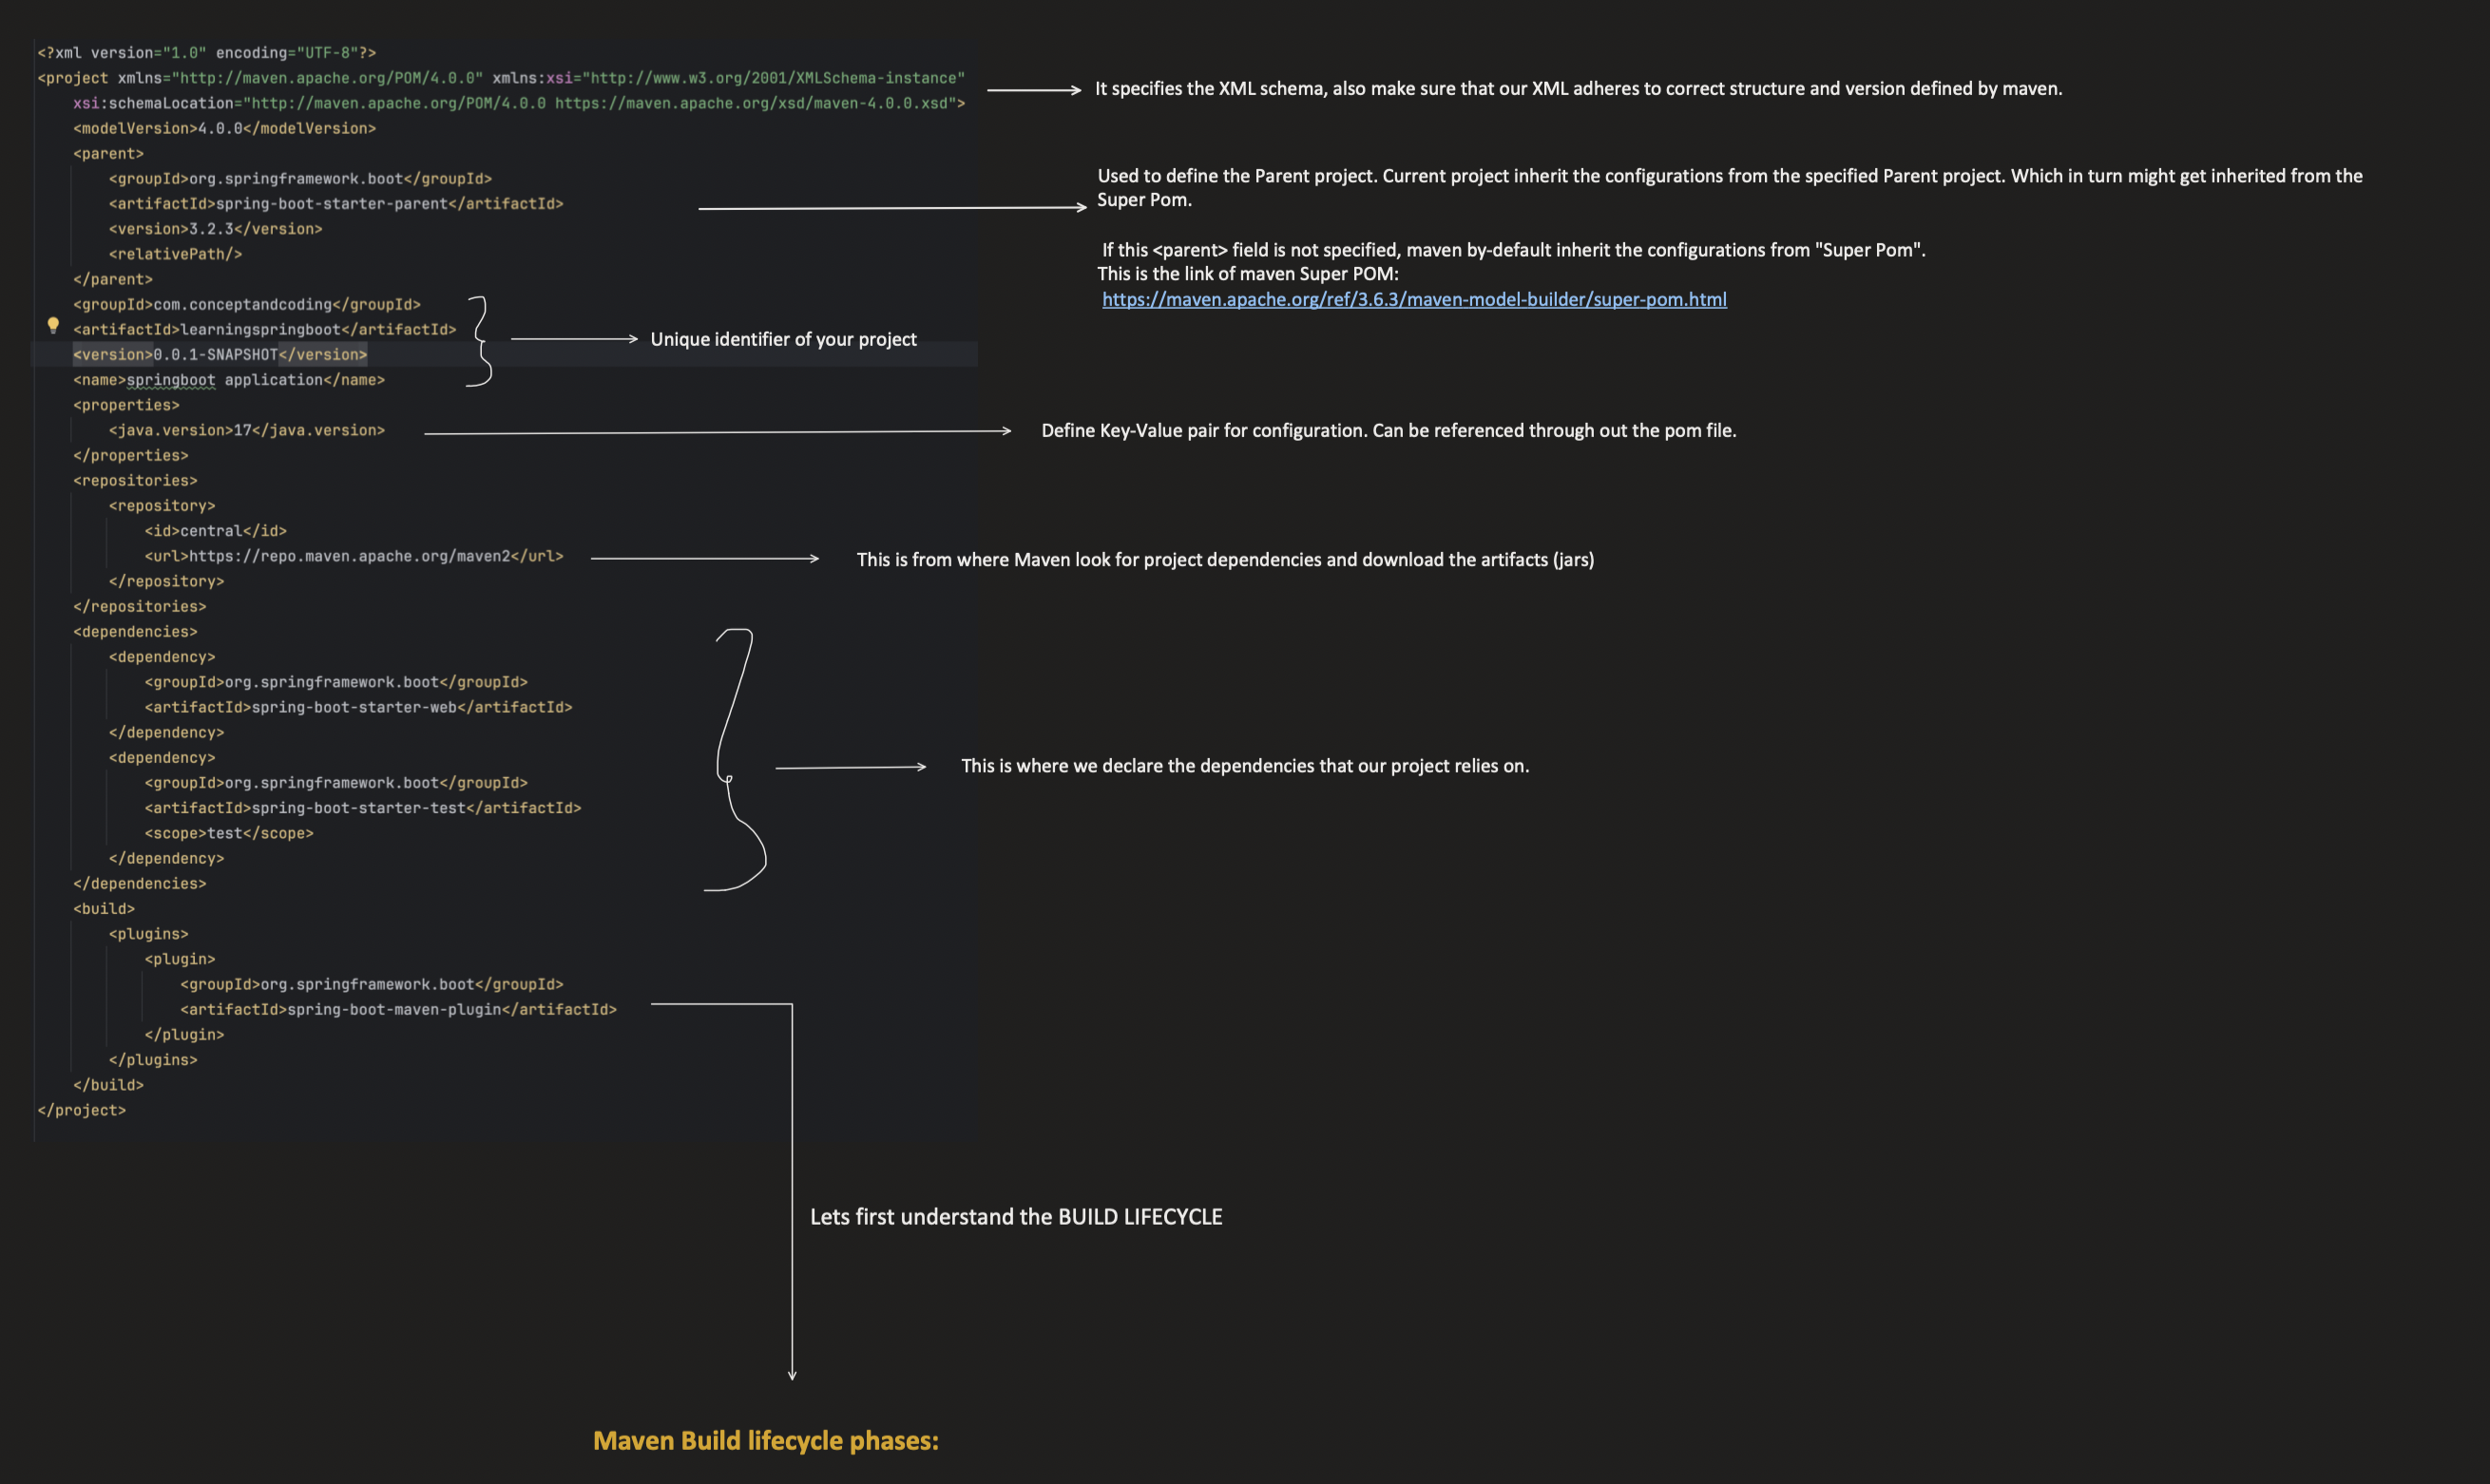 <?xml version="1.0" encoding="UTF-8"?>
<project xmlns="http://maven.apache.org/POM/4.0.0" xmlns:xsi="http://www.w3.org/2001/XMLSchema-instance"
xsi:schemaLocation="http://maven.apache.org/POM/4.0.0 https://maven.apache.org/xsd/maven-4.0.0.xsd">
It specifies the XML schema, also make sure that our XML adheres to correct structure and version defined by maven.
<modelVersion>4.0.0</modelVersion>
<parent>
<groupId>org.springframework.boot</groupId>
<artifactId>spring-boot-starter-parent</artifactId>
<version>3.2.3</version>
<relativePath/>
</parent>
Used to define the Parent project. Current project inherit the configurations from the specified Parent project. Which in turn might get inherited from the
Super Pom.
If this <parent> field is not specified, maven by-default inherit the configurations from "Super Pom".
This is the link of maven Super POM:
https://maven.apache.org/ref/3.6.3/maven-model-builder/super-pom.html
<groupId>com.conceptandcoding</groupId>
<artifactId>learningspringboot</artifactId>
<version>0.0.1-SNAPSHOT</version>
<name>springboot application</name>
Unique identifier of your project
<properties>
<java.version>17</java.version>
</properties>
Define Key-Value pair for configuration. Can be referenced through out the pom file.
<repositories>
<repository>
<id>central</id>
<url>https://repo.maven.apache.org/maven2</url>
</repository>
</repositories>
This is from where Maven look for project dependencies and download the artifacts (jars)
<dependencies>
<dependency>
<groupId>org.springframework.boot</groupId>
<artifactId>spring-boot-starter-web</artifactId>
</dependency>
<dependency>
<groupId>org.springframework.boot</groupId>
<artifactId>spring-boot-starter-test</artifactId>
<scope>test</scope>
</dependency>
</dependencies>
This is where we declare the dependencies that our project relies on.
<build>
<plugins>
<plugin>
<groupId>org.springframework.boot</groupId>
<artifactId>spring-boot-maven-plugin</artifactId>
</plugin>
</plugins>
</build>
</project>
Lets first understand the BUILD LIFECYCLE
Maven Build lifecycle phases: